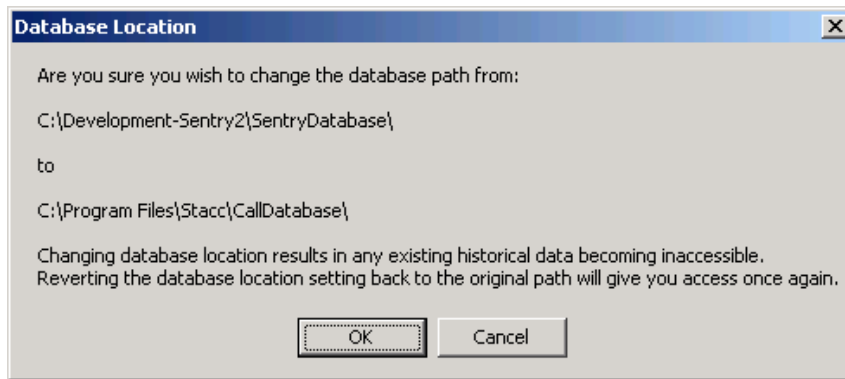 Database Location
Are you sure you wish to change the database path from:
C:\Development-Sentry2\SentryDatabase\
to
C:\Program Files\Stacc\CallDatabase\
Changing database location results in any existing historical data becoming inaccessible.
Reverting the database location setting back to the original path will give you access once again.
OK
Cancel